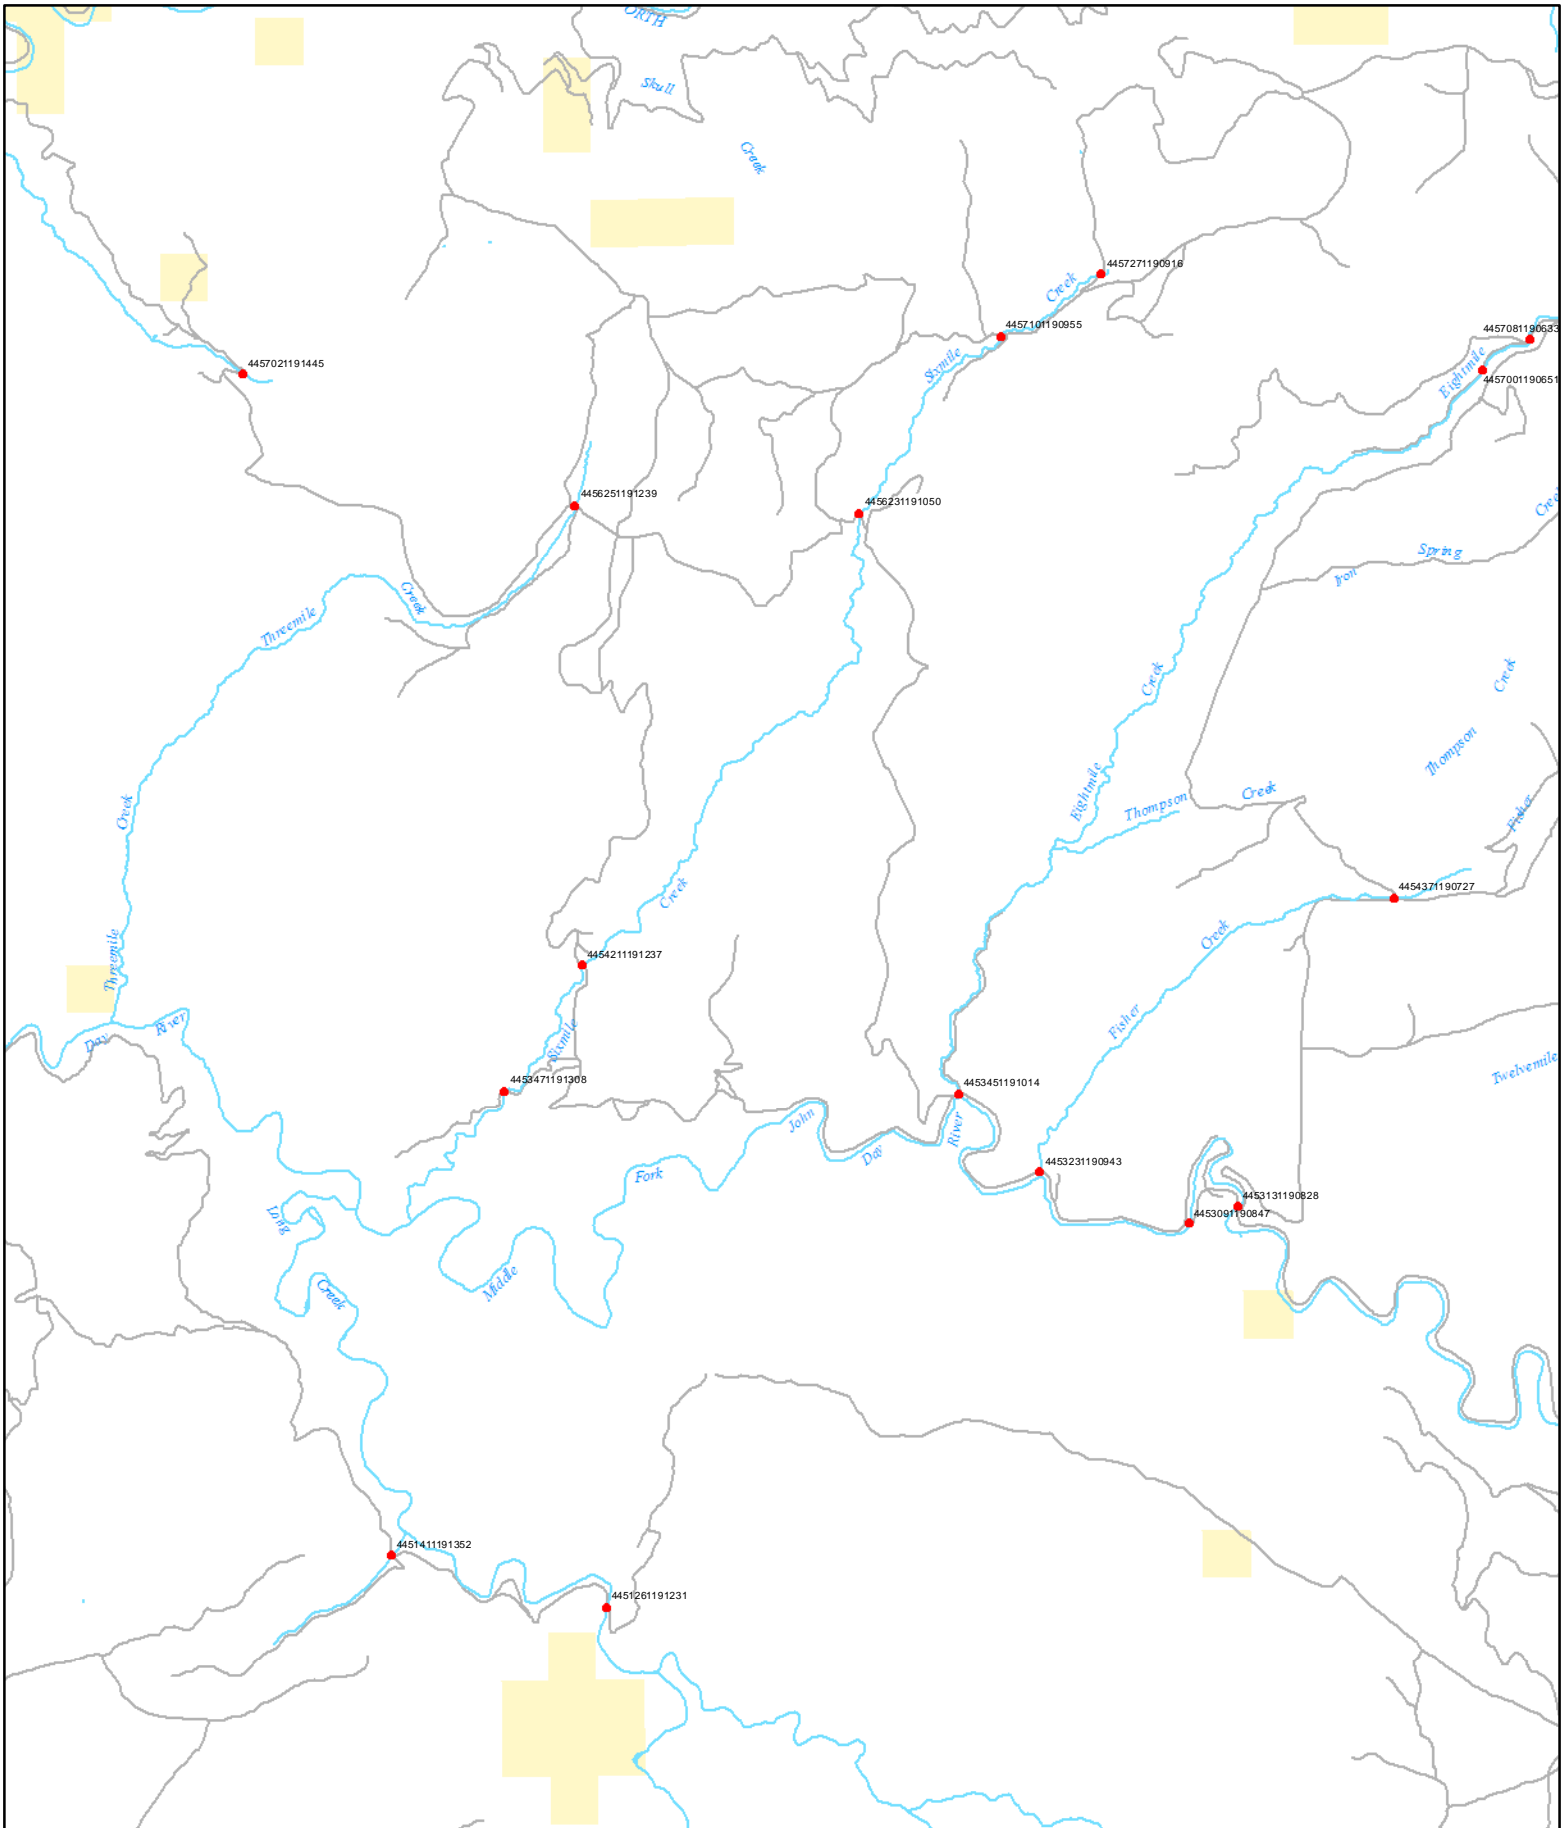 ORTH
Skull
Creek
4457271190916
Creek
4457101190955
4457081190633
Sixmile
4457021191445
Eightmile
4457001190651
4456251191239
4456231191050
Cree
Spring
Iron
Creek
Threemile
Creek
Creek
Thompson
Eightmile
Creek
Thompson
Creek
Fisher
4454371190727
Creek
Creek
Threemile
4454211191237
Fisher
River
Day
Sixmile
Twelvemile
4453471191308
4453451191014
John
River
Day
Fork
4453231190943
4453131190828
4453091190847
Long
Middle
Creek
4451411191352
4451261191231